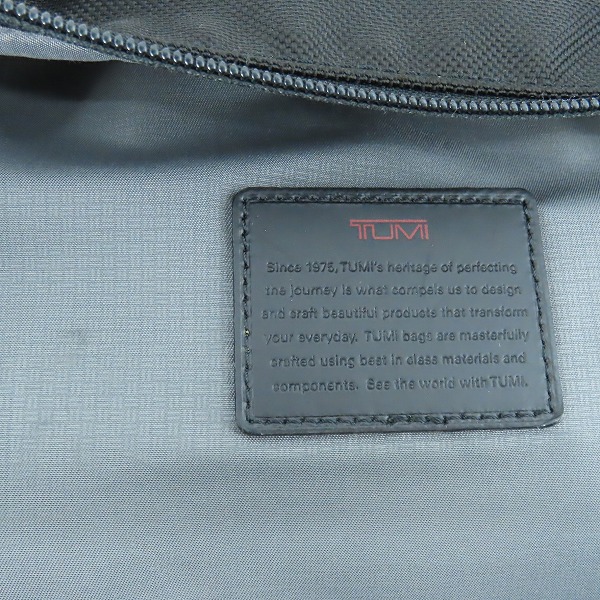 TUMI
Since 1975, TUMI's heritage of perfecting
the journey is what compels us to design
and craft beautiful products that transform
your everyday. TUMI bags are masterfully
crafted using best in class materials and
components. See the world with TUMI.